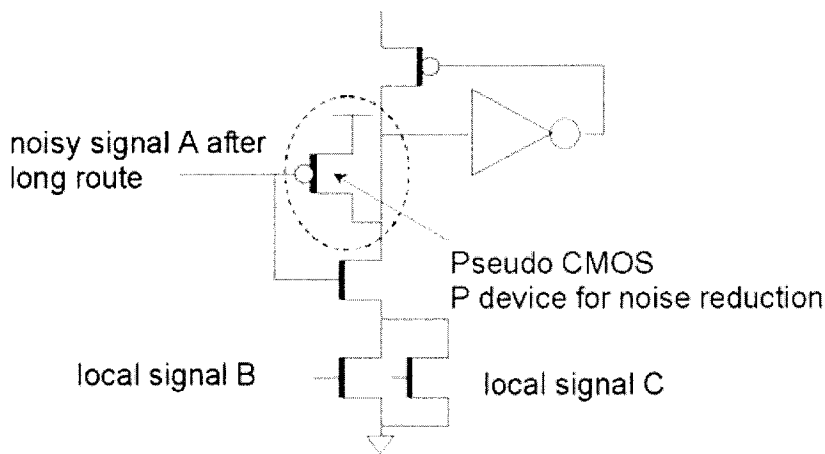 noisy signal A after
long route
Pseudo CMOS
P device for noise reduction
local signal B
local signal C